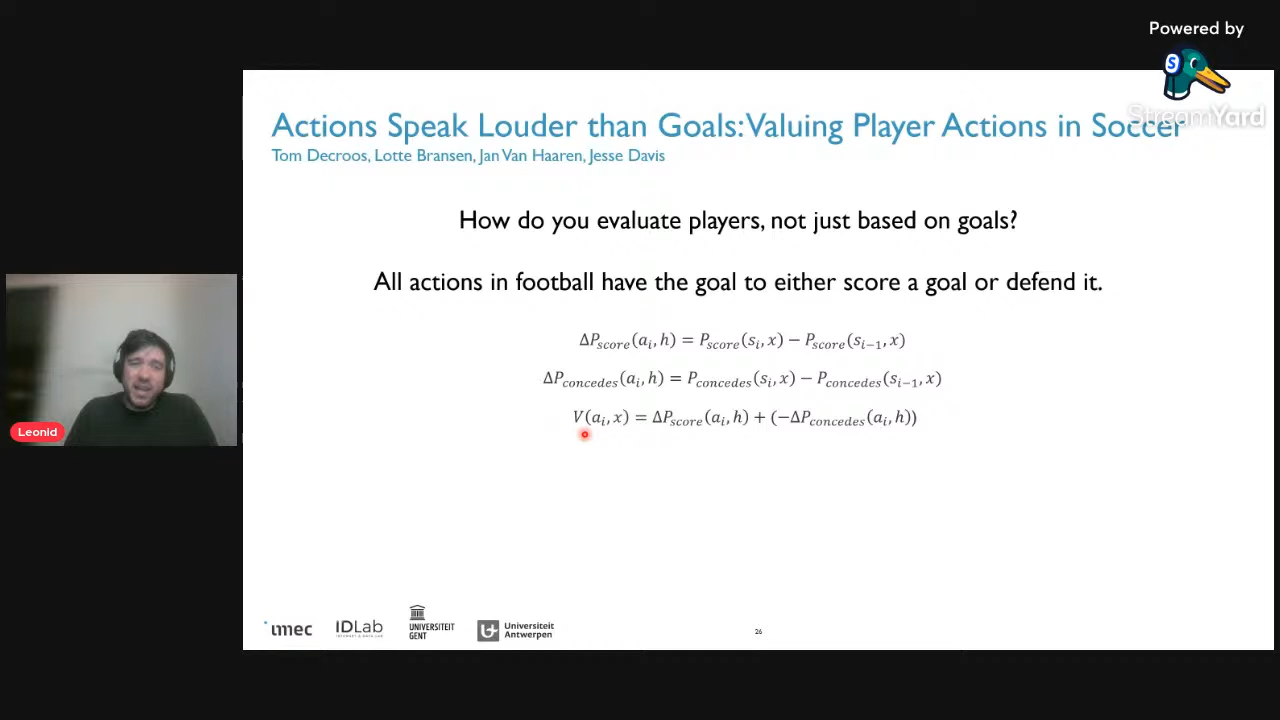 Powered by
S
StreamYard
Actions Speak Louder than Goals: Valuing Player Actions in Soccer
Tom Decroos, Lotte Bransen, Jan Van Haaren, Jesse Davis
How do you evaluate players, not just based on goals?
All actions in football have the goal to either score a goal or defend it.
ΔP_score(a_i, h) = P_score(s_i, x) − P_score(s_{i−1}, x)
ΔP_concedes(a_i, h) = P_concedes(s_i, x) − P_concedes(s_{i−1}, x)
V(a_i, x) = ΔP_score(a_i, h) + (−ΔP_concedes(a_i, h))
Leonid
imec
IDLab
UNIVERSITEIT
GENT
Universiteit
Antwerpen
26